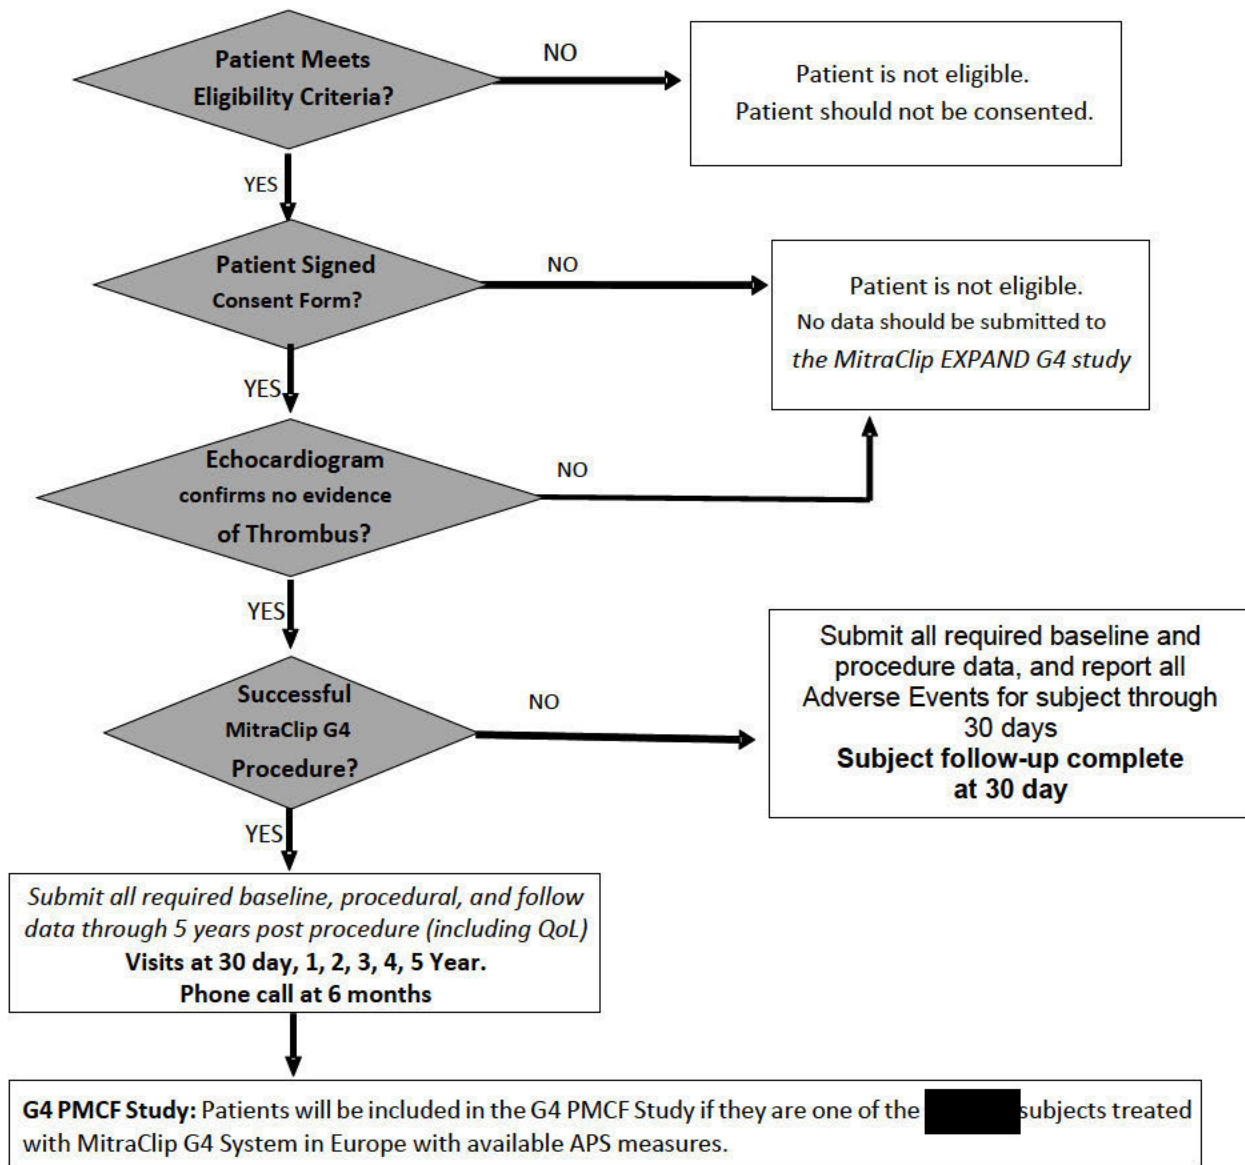 Patient Meets
Eligibility Criteria?
NO
Patient is not eligible.
Patient should not be consented.
YES
Patient Signed
Consent Form?
NO
Patient is not eligible.
No data should be submitted to
the MitraClip EXPAND G4 study
YES
Echocardiogram
confirms no evidence
of Thrombus?
NO
YES
Successful
MitraClip G4
Procedure?
NO
Submit all required baseline and
procedure data, and report all
Adverse Events for subject through
30 days
Subject follow-up complete
at 30 day
YES
Submit all required baseline, procedural, and follow
data through 5 years post procedure (including QoL)
Visits at 30 day, 1, 2, 3, 4, 5 Year.
Phone call at 6 months
G4 PMCF Study: Patients will be included in the G4 PMCF Study if they are one of the subjects treated
with MitraClip G4 System in Europe with available APS measures.